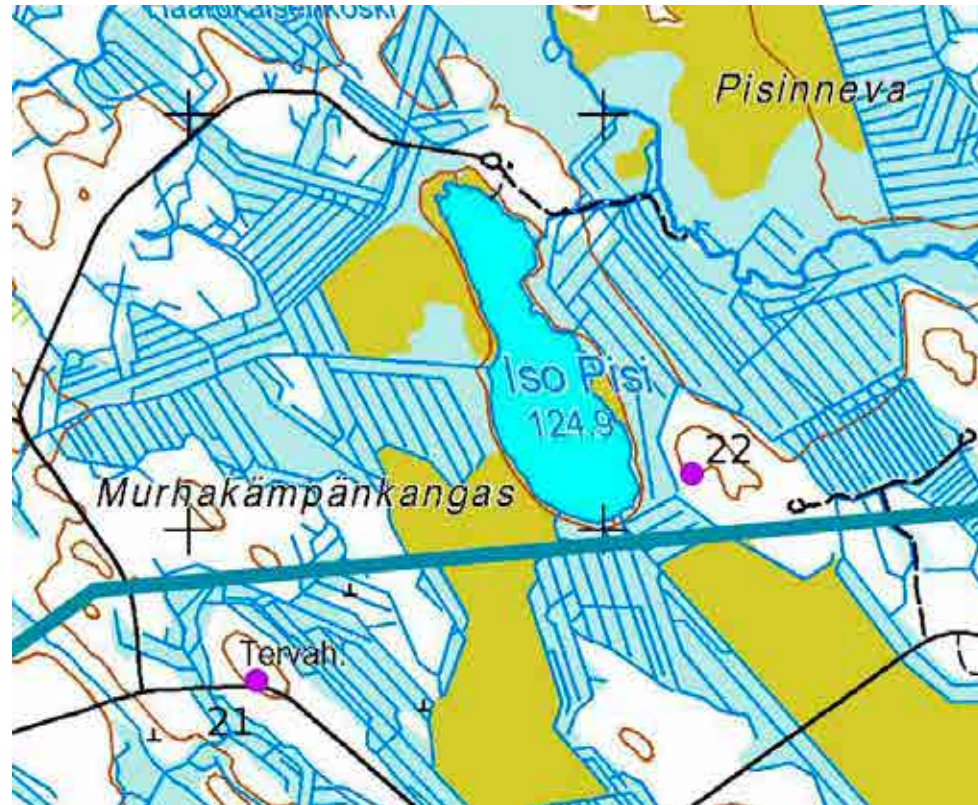 Pisinneva
Iso Pisi
124.9
22
Murhakämpänkangas
Tervah.
21